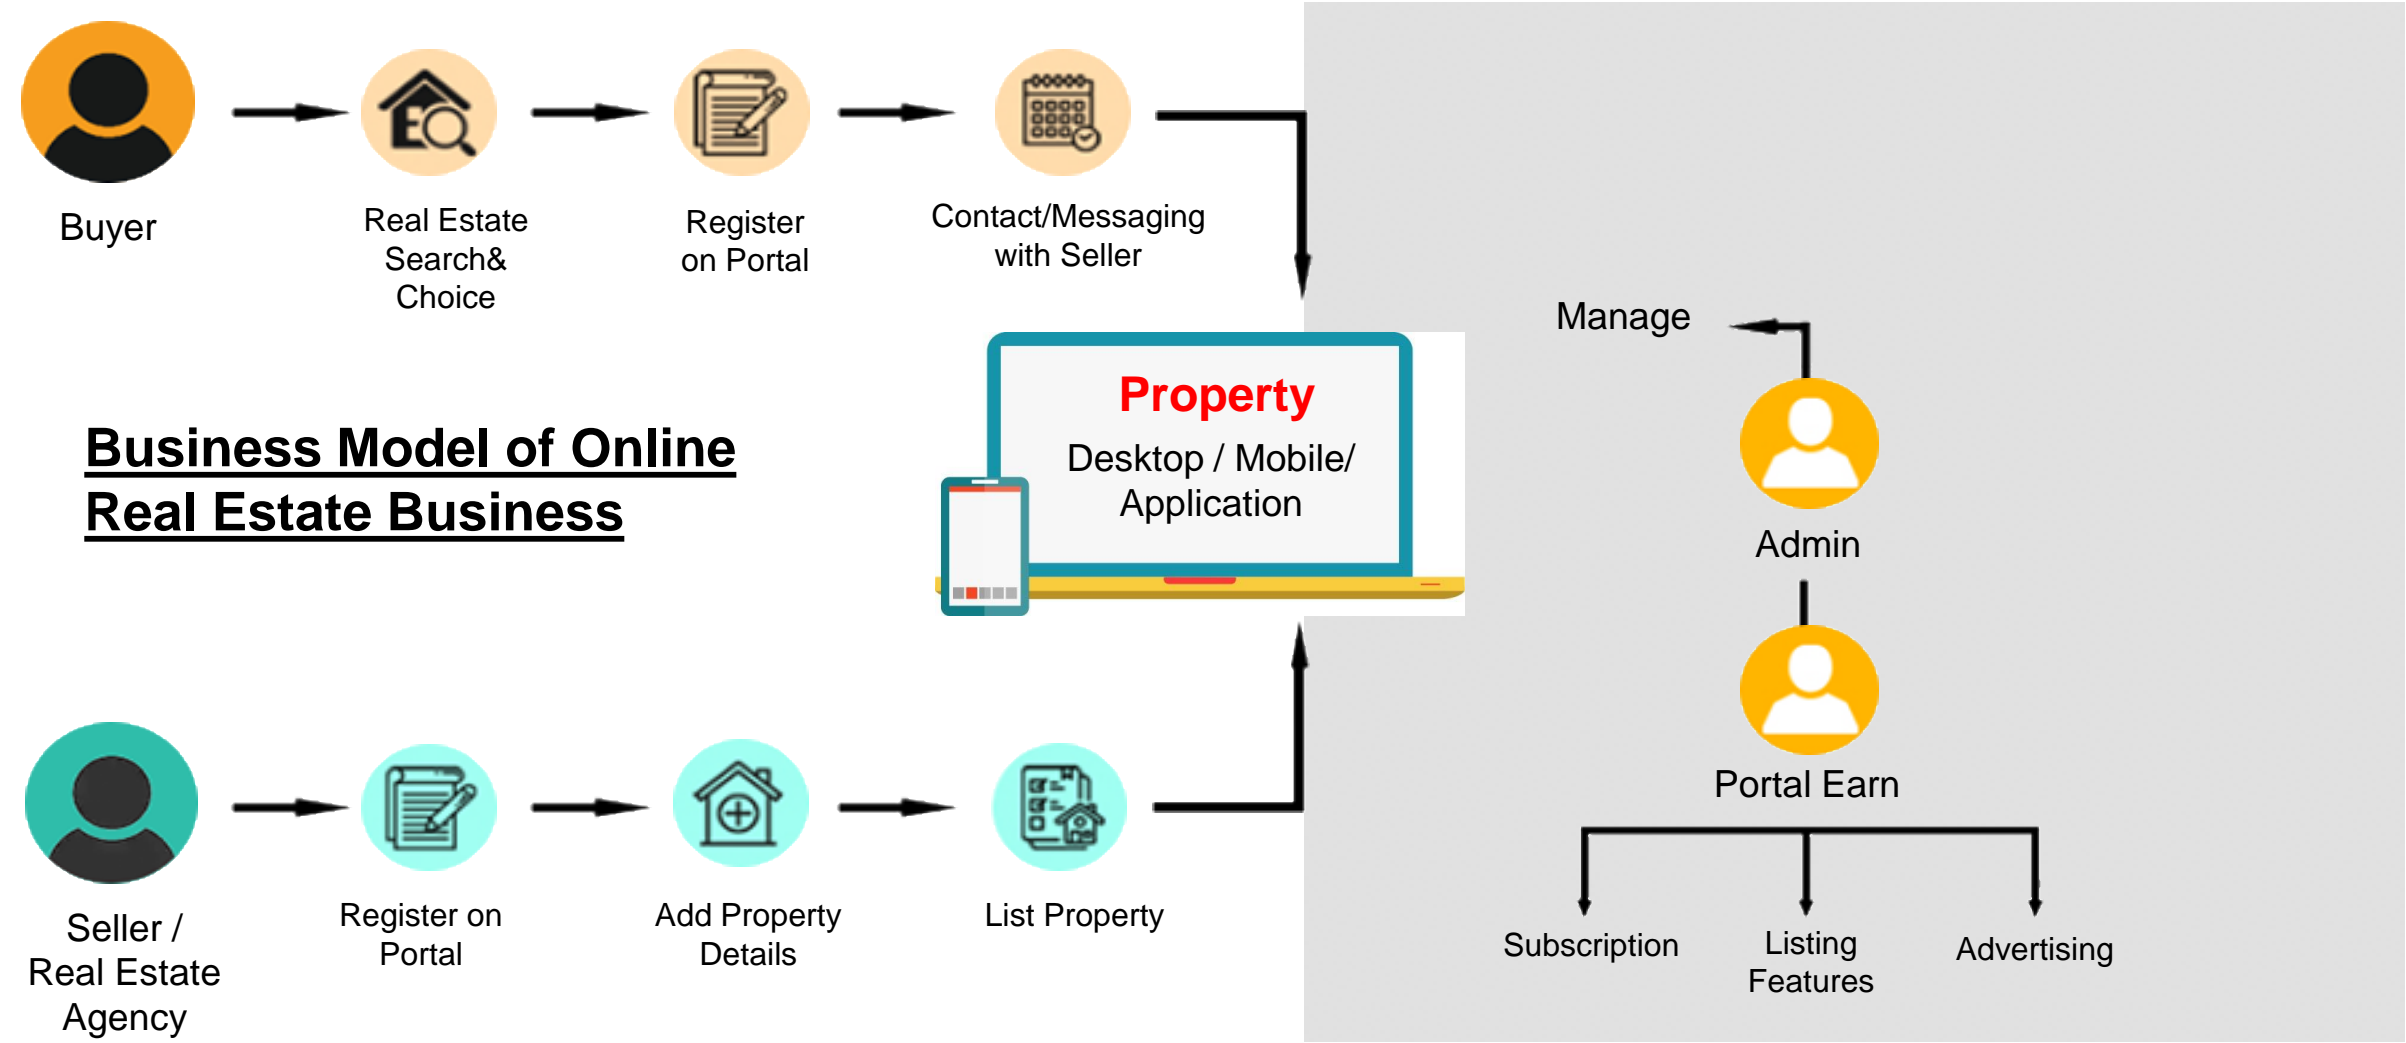 Buyer
Real Estate
Search&
Choice
Register
on Portal
Contact/Messaging
with Seller
Manage
Property
Desktop / Mobile/
Application
Business Model of Online
Real Estate Business
Admin
Portal Earn
Seller /
Real Estate
Agency
Register on
Portal
Add Property
Details
List Property
Subscription
Listing
Features
Advertising